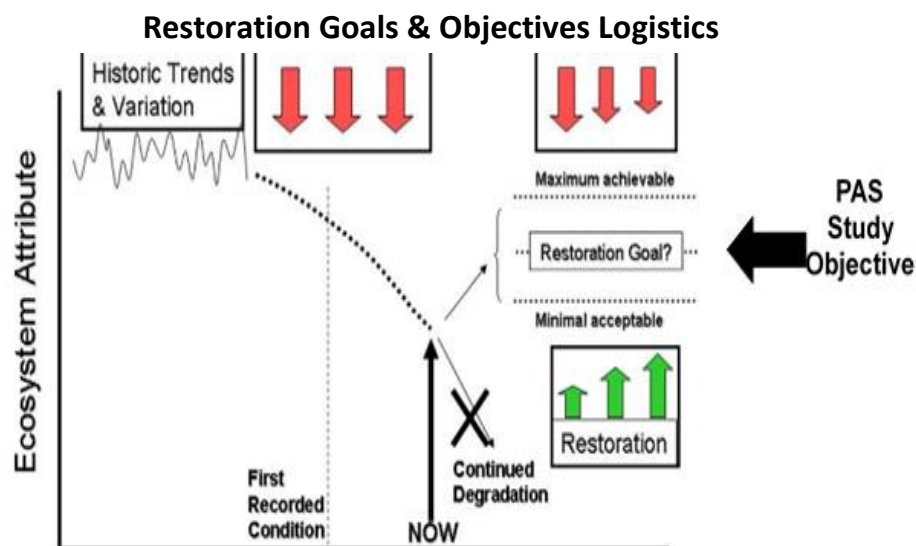 Restoration Goals & Objectives Logistics
Historic Trends
& Variation
Ecosystem Attribute
Maximum achievable
Restoration Goal?
Minimal acceptable
PAS
Study
Objective
Restoration
First
Recorded
Condition
NOW
Continued
Degradation